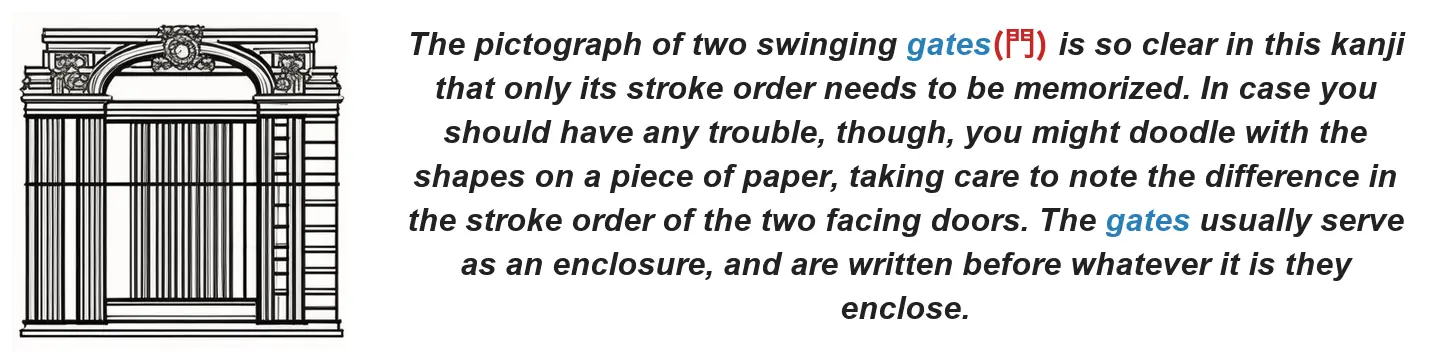 The pictograph of two swinging gates(門) is so clear in this kanji
that only its stroke order needs to be memorized. In case you
should have any trouble, though, you might doodle with the
shapes on a piece of paper, taking care to note the difference in
the stroke order of the two facing doors. The gates usually serve
as an enclosure, and are written before whatever it is they
enclose.